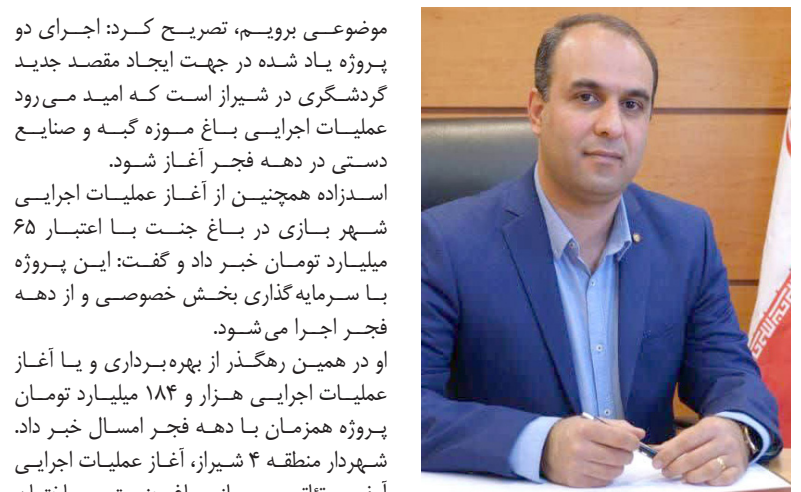 موضوعی برویم، تصریح کرد: اجرای دو
پروژه یاد شده در جهت ایجاد مقصد جدید
گردشگری در شیراز است که امید می‌رود
عملیات اجرایی باغ موزه گبه و صنایع
دستی در دهه فجر آغاز شود.
اسدزاده همچنین از آغاز عملیات اجرایی
شهر بازی در باغ جنت با اعتبار ۶۵
میلیارد تومان خبر داد و گفت: این پروژه
با سرمایه‌گذاری بخش خصوصی و از دهه
فجر اجرا می‌شود.
او در همین رهگذر از بهره‌برداری و یا آغاز
عملیات اجرایی هزار و ۱۸۴ میلیارد تومان
پروژه همزمان با دهه فجر امسال خبر داد.
شهردار منطقه ۴ شیراز، آغاز عملیات اجرایی